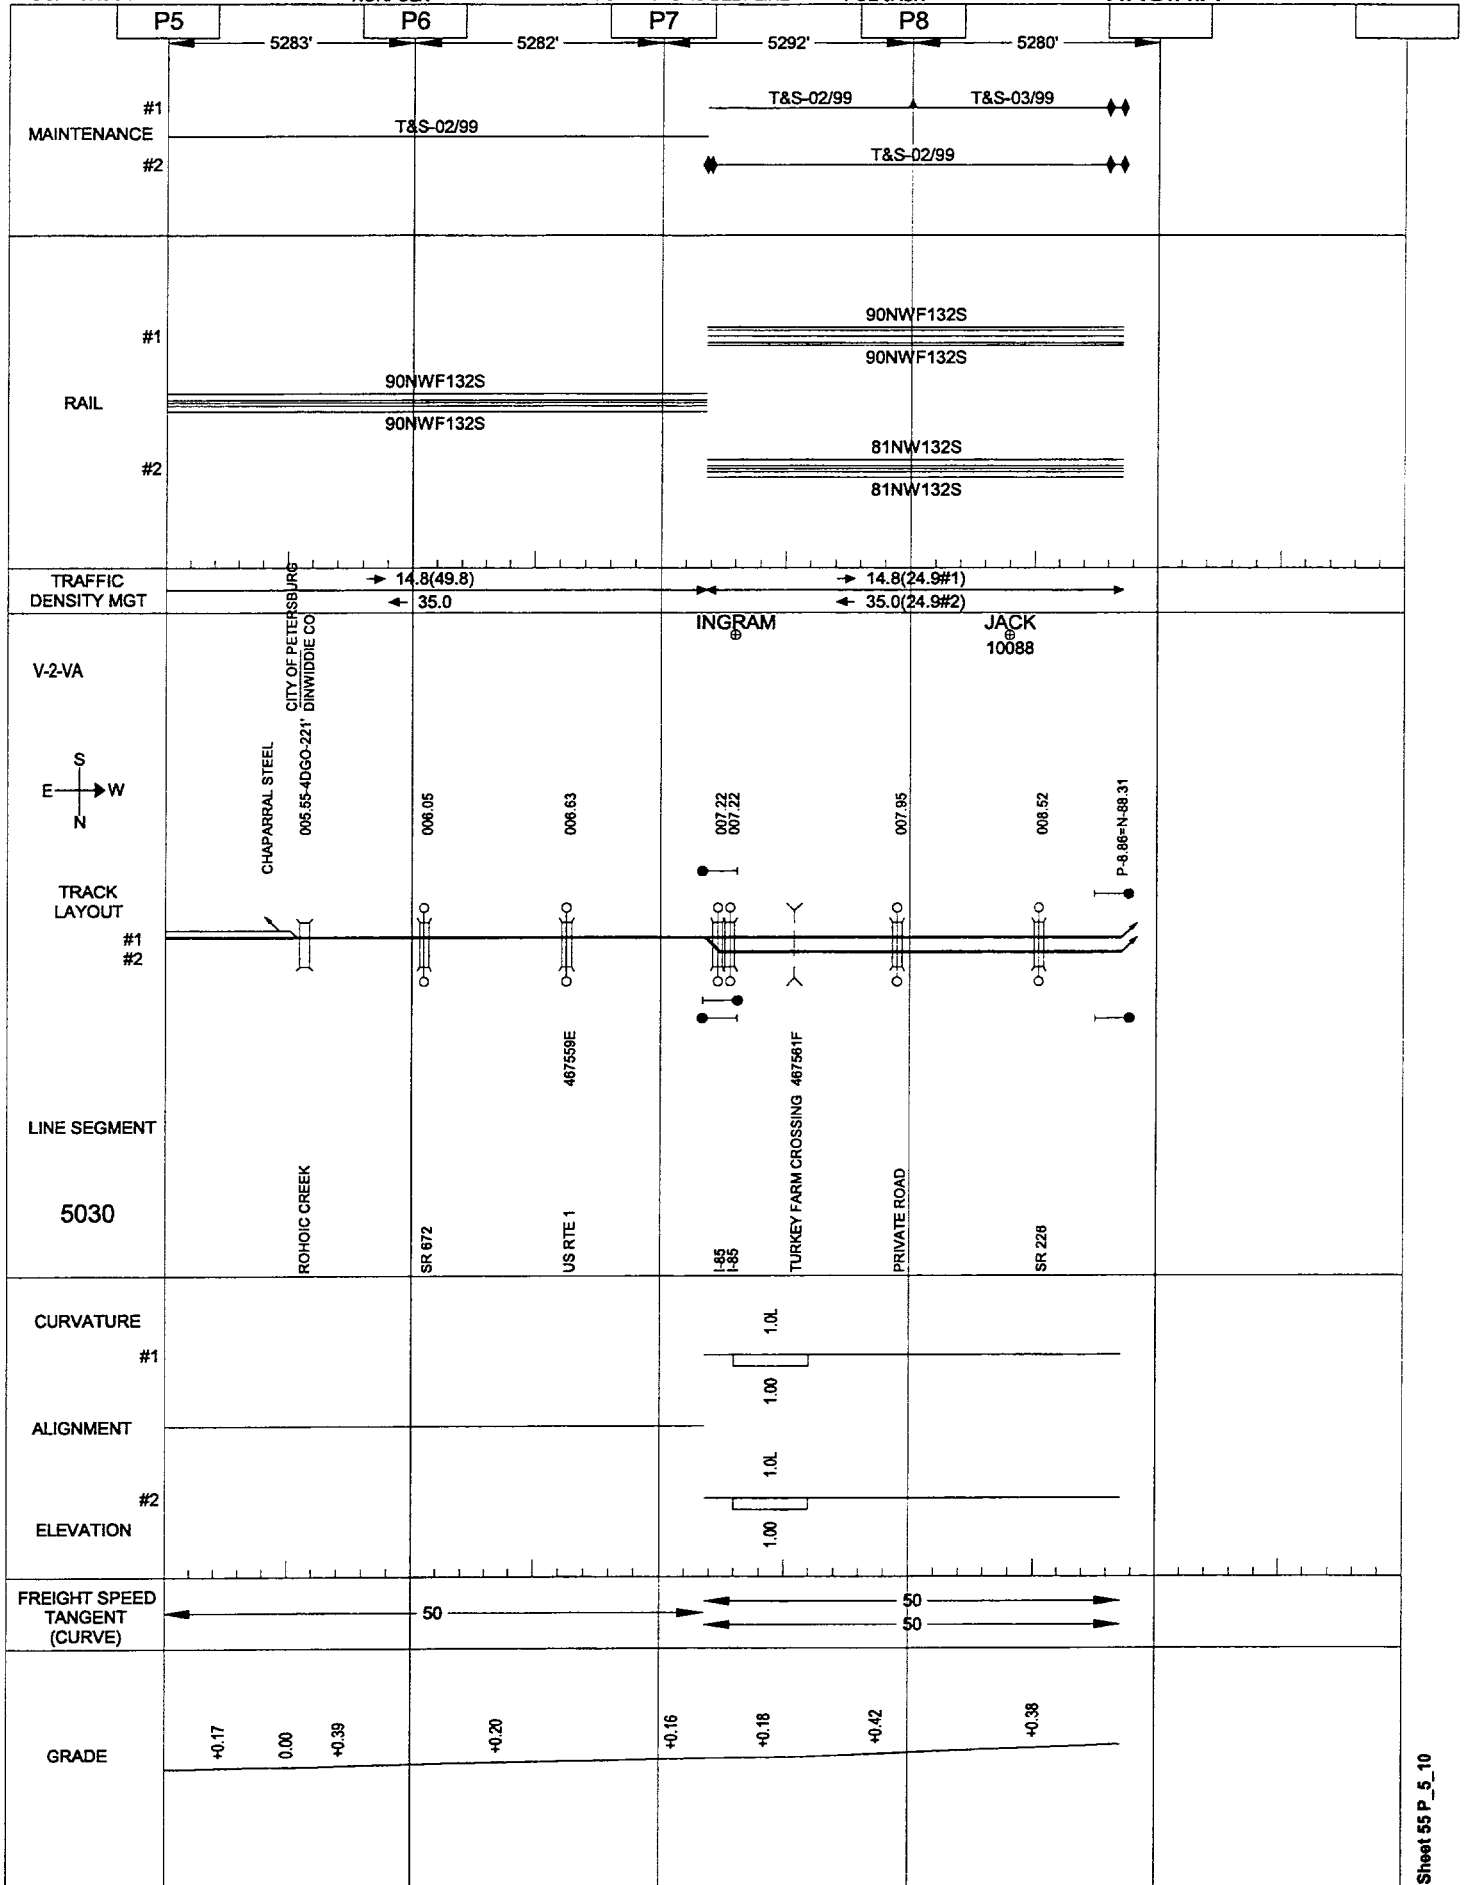 P5 P6 P7 P8
5283' 5282' 5292' 5280'
#1 T&S-02/99 T&S-03/99
MAINTENANCE T&S-02/99
#2 T&S-02/99
90NWF132S
#1
90NWF132S
90NWF132S
RAIL
90NWF132S
81NW132S
#2
81NW132S
TRAFFIC DENSITY MGT
14.8(49.8) 14.8(24.9#1)
35.0 35.0(24.9#2)
INGRAM JACK
10088
V-2-VA
CITY OF PETERSBURG
DINWIDDIE CO
S
E W
N
CHAPARRAL STEEL
005.55-4DGO-221'
006.05
006.63
007.22
007.22
007.95
008.52
P-8.86=N-88.31
TRACK
LAYOUT
#1
#2
467559E
TURKEY FARM CROSSING 467561F
LINE SEGMENT
5030
ROHOIC CREEK
SR 672
US RTE 1
I-85
I-85
PRIVATE ROAD
SR 226
CURVATURE
#1
1.0L
1.00
ALIGNMENT
#2
1.0L
1.00
ELEVATION
FREIGHT SPEED
TANGENT
(CURVE)
50
50
50
GRADE
+0.17
0.00
+0.39
+0.20
+0.16
+0.18
+0.42
+0.38
Sheet 55 P_5_10